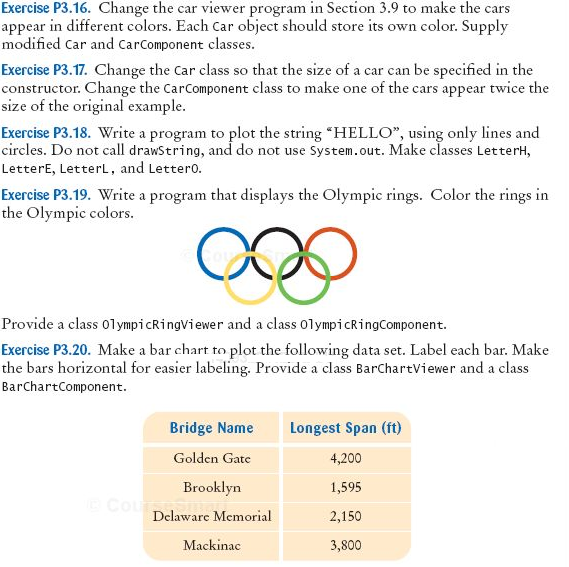 Exercise P3.16. Change the car viewer program in Section 3.9 to make the cars
appear in different colors. Each Car object should store its own color. Supply
modified Car and CarComponent classes.
Exercise P3.17. Change the Car class so that the size of a car can be specified in the
constructor. Change the CarComponent class to make one of the cars appear twice the
size of the original example.
Exercise P3.18. Write a program to plot the string “HELLO”, using only lines and
circles. Do not call drawString, and do not use System.out. Make classes LetterH,
LetterE, LetterL, and LetterO.
Exercise P3.19. Write a program that displays the Olympic rings. Color the rings in
the Olympic colors.
Provide a class OlympicRingViewer and a class OlympicRingComponent.
Exercise P3.20. Make a bar chart to plot the following data set. Label each bar. Make
the bars horizontal for easier labeling. Provide a class BarChartViewer and a class
BarChartComponent.
Bridge Name Longest Span (ft)
Golden Gate 4,200
Brooklyn 1,595
© CourseSmart
Delaware Memorial 2,150
Mackinac 3,800